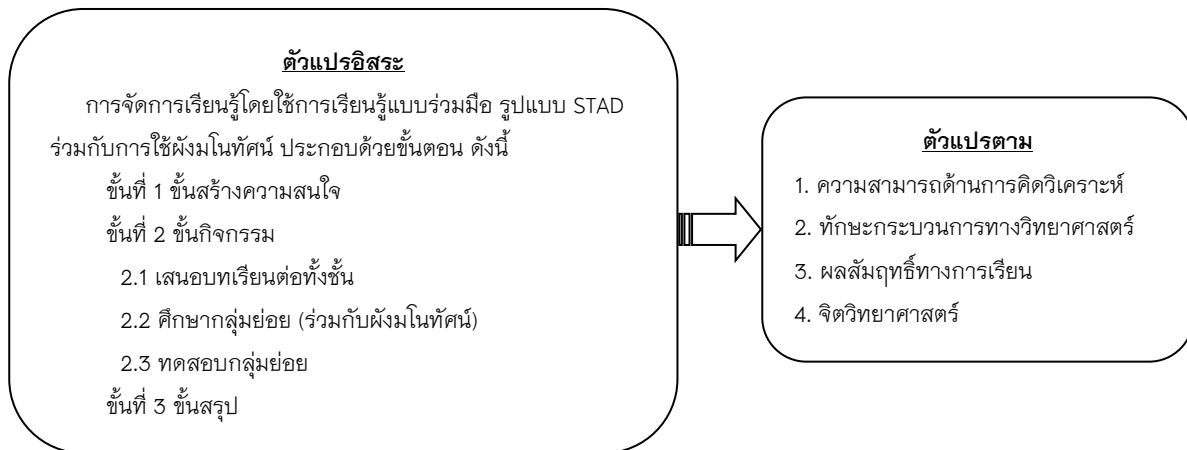 ตัวแปรอิสระ
การจัดการเรียนรู้โดยใช้การเรียนรู้แบบร่วมมือ รูปแบบ STAD
ร่วมกับการใช้ผังมโนทัศน์ ประกอบด้วยขั้นตอน ดังนี้
ขั้นที่ 1 ขั้นสร้างความสนใจ
ขั้นที่ 2 ขั้นกิจกรรม
2.1 เสนอบทเรียนต่อทั้งชั้น
2.2 ศึกษากลุ่มย่อย (ร่วมกับผังมโนทัศน์)
2.3 ทดสอบกลุ่มย่อย
ขั้นที่ 3 ขั้นสรุป
ตัวแปรตาม
1. ความสามารถด้านการคิดวิเคราะห์
2. ทักษะกระบวนการทางวิทยาศาสตร์
3. ผลสัมฤทธิ์ทางการเรียน
4. จิตวิทยาศาสตร์